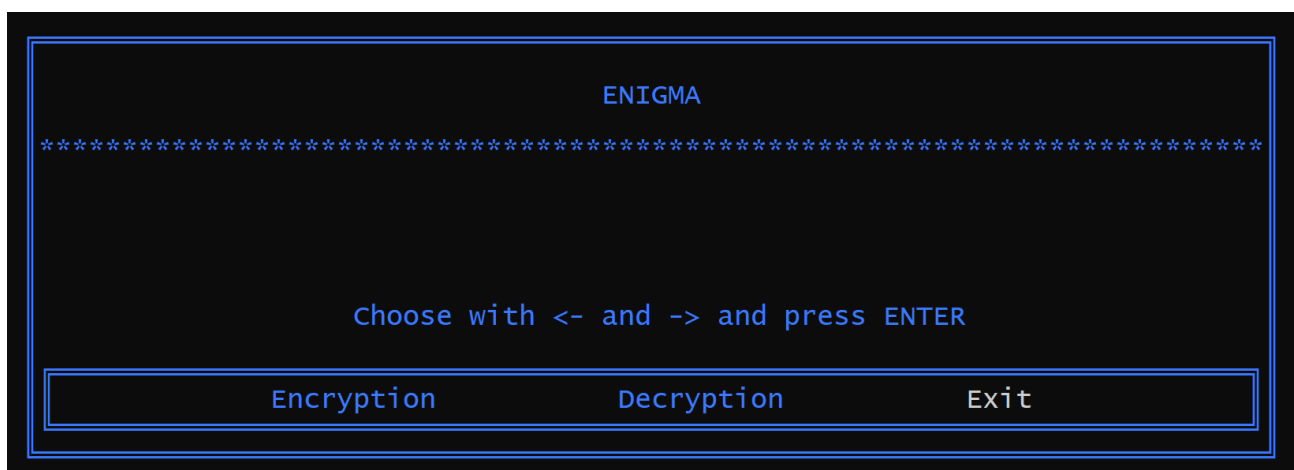 ENIGMA
**************************************************************************
Choose with <- and -> and press ENTER
Encryption Decryption Exit